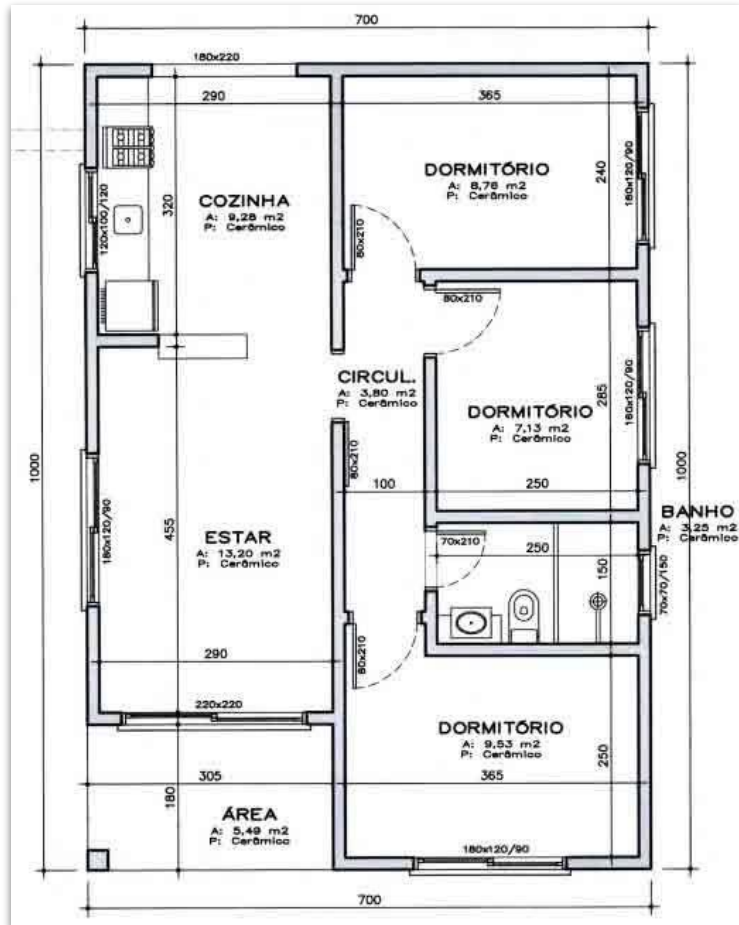 700
180x220
290
365
DORMITÓRIO
A: 8,76 m2
P: Cerâmico
240
180x120/90
COZINHA
A: 9,28 m2
P: Cerâmico
320
120x100/120
80x210
80x210
CIRCUL.
A: 3,80 m2
P: Cerâmico
DORMITÓRIO
A: 7,13 m2
P: Cerâmico
285
160x120/90
1000
1000
80x210
100
250
BANHO
A: 3,25 m2
P: Cerâmico
ESTAR
A: 13,20 m2
P: Cerâmico
455
180x120/90
70x210
250
150
70x70/150
290
80x210
220x220
DORMITÓRIO
A: 9,53 m2
P: Cerâmico
250
305
365
180
ÁREA
A: 5,49 m2
P: Cerâmico
180x120/90
700